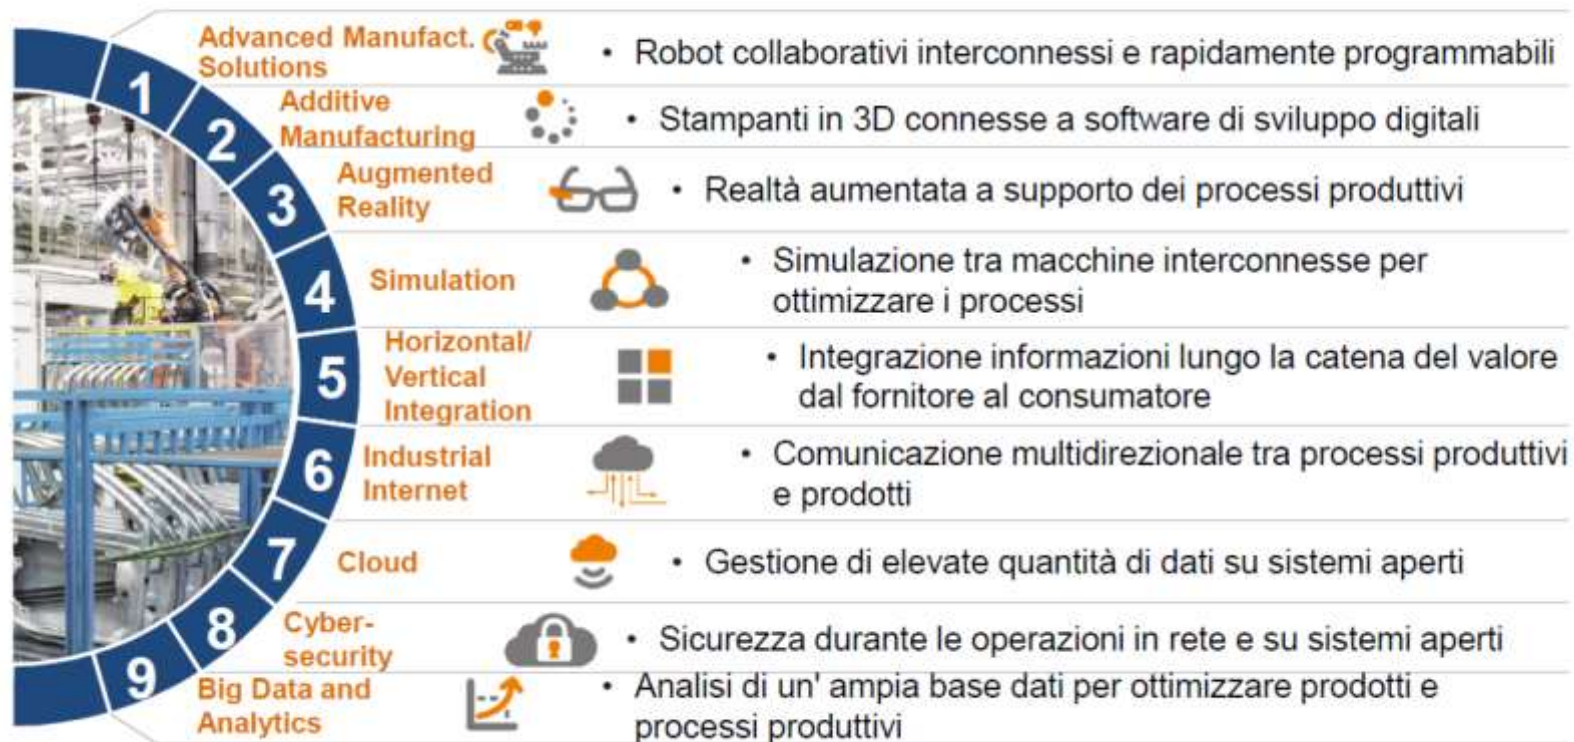 1
Advanced Manufact.
Solutions
• Robot collaborativi interconnessi e rapidamente programmabili
2
Additive
Manufacturing
• Stampanti in 3D connesse a software di sviluppo digitali
3
Augmented
Reality
• Realtà aumentata a supporto dei processi produttivi
4
Simulation
• Simulazione tra macchine interconnesse per
ottimizzare i processi
5
Horizontal/
Vertical
Integration
• Integrazione informazioni lungo la catena del valore
dal fornitore al consumatore
6
Industrial
Internet
• Comunicazione multidirezionale tra processi produttivi
e prodotti
7
Cloud
• Gestione di elevate quantità di dati su sistemi aperti
8
Cyber-
security
• Sicurezza durante le operazioni in rete e su sistemi aperti
9
Big Data and
Analytics
• Analisi di un' ampia base dati per ottimizzare prodotti e
processi produttivi